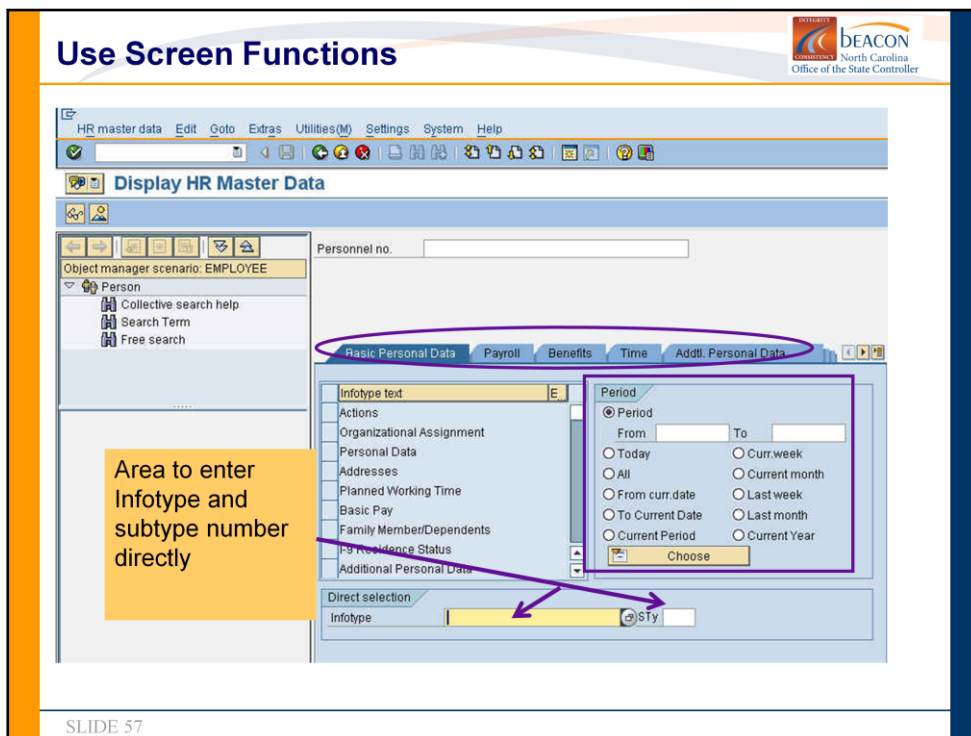 Use Screen Functions
INTEGRITY
CONSISTENCY
bEACON
North Carolina
Office of the State Controller
HR master data Edit Goto Extras Utilities(M) Settings System Help
Display HR Master Data
Object manager scenario: EMPLOYEE
Person
Collective search help
Search Term
Free search
Personnel no.
Basic Personal Data Payroll Benefits Time Addtl. Personal Data
Infotype text E..
Actions
Organizational Assignment
Personal Data
Addresses
Planned Working Time
Basic Pay
Family Member/Dependents
I-9 Residence Status
Additional Personal Data
Period
Period
From To
Today Curr.week
All Current month
From curr.date Last week
To Current Date Last month
Current Period Current Year
Choose
Area to enter
Infotype and
subtype number
directly
Direct selection
Infotype STy
SLIDE 57